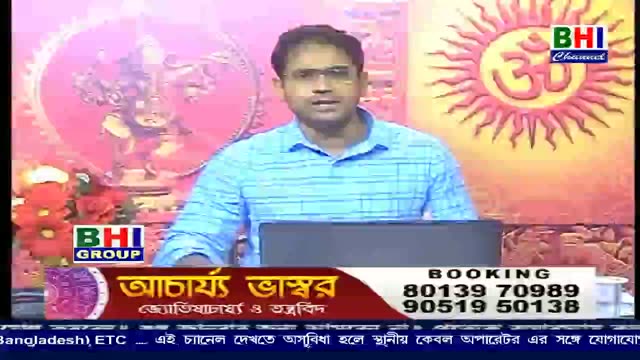 BHI
Channel
ॐ
BHI
GROUP
আচার্য্য ভাস্বর
জ্যোতিষাচার্য্য ও তন্ত্রবিদ
BOOKING
80139 70989
90519 50138
Bangladesh) ETC ... এই চ্যানেল দেখতে অসুবিধা হলে স্থানীয় কেবল অপারেটর এর সঙ্গে যোগাযো